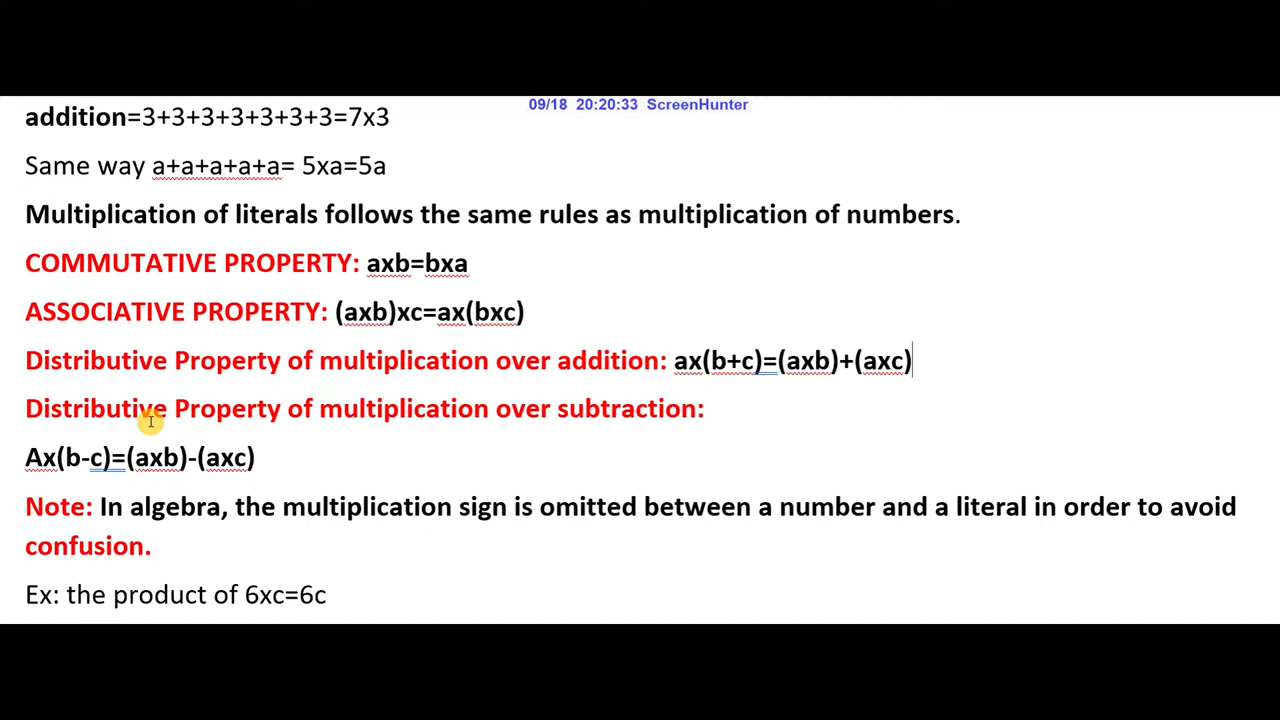 09/18 20:20:33 ScreenHunter
addition=3+3+3+3+3+3+3=7x3
Same way a+a+a+a+a= 5xa=5a
Multiplication of literals follows the same rules as multiplication of numbers.
COMMUTATIVE PROPERTY: axb=bxa
ASSOCIATIVE PROPERTY: (axb)xc=ax(bxc)
Distributive Property of multiplication over addition: ax(b+c)=(axb)+(axc)
Distributive Property of multiplication over subtraction:
Ax(b-c)=(axb)-(axc)
Note: In algebra, the multiplication sign is omitted between a number and a literal in order to avoid
confusion.
Ex: the product of 6xc=6c